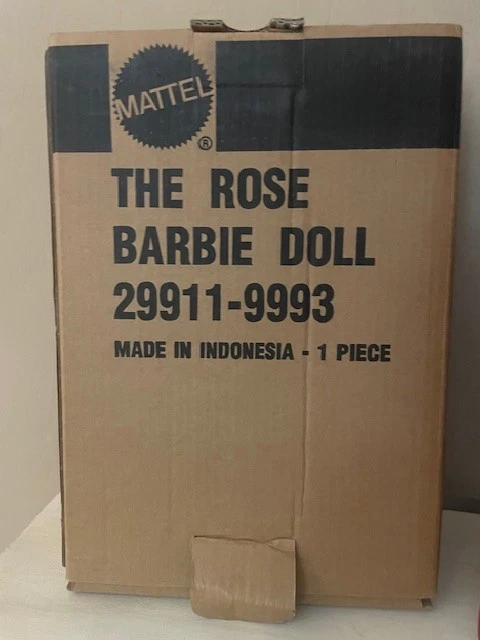 MATTEL
®
THE ROSE
BARBIE DOLL
29911-9993
MADE IN INDONESIA - 1 PIECE